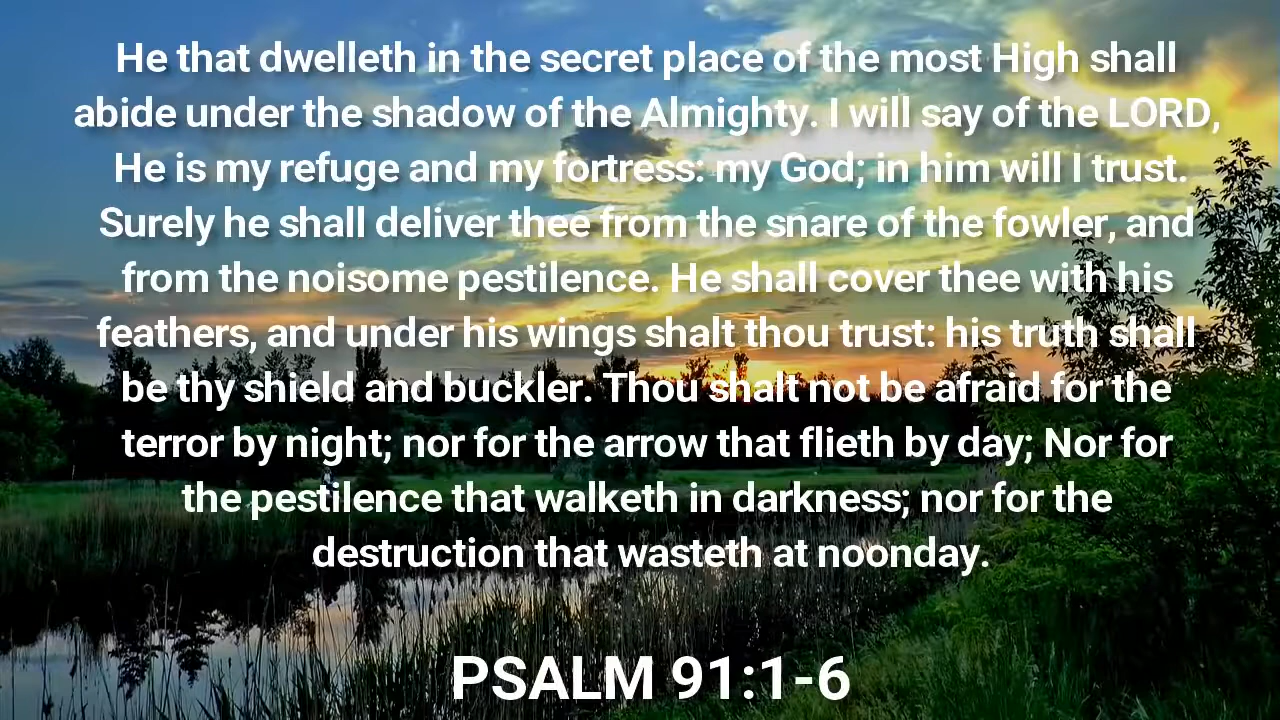 He that dwelleth in the secret place of the most High shall
abide under the shadow of the Almighty. I will say of the LORD,
He is my refuge and my fortress: my God; in him will I trust.
Surely he shall deliver thee from the snare of the fowler, and
from the noisome pestilence. He shall cover thee with his
feathers, and under his wings shalt thou trust: his truth shall
be thy shield and buckler. Thou shalt not be afraid for the
terror by night; nor for the arrow that flieth by day; Nor for
the pestilence that walketh in darkness; nor for the
destruction that wasteth at noonday.
PSALM 91:1-6